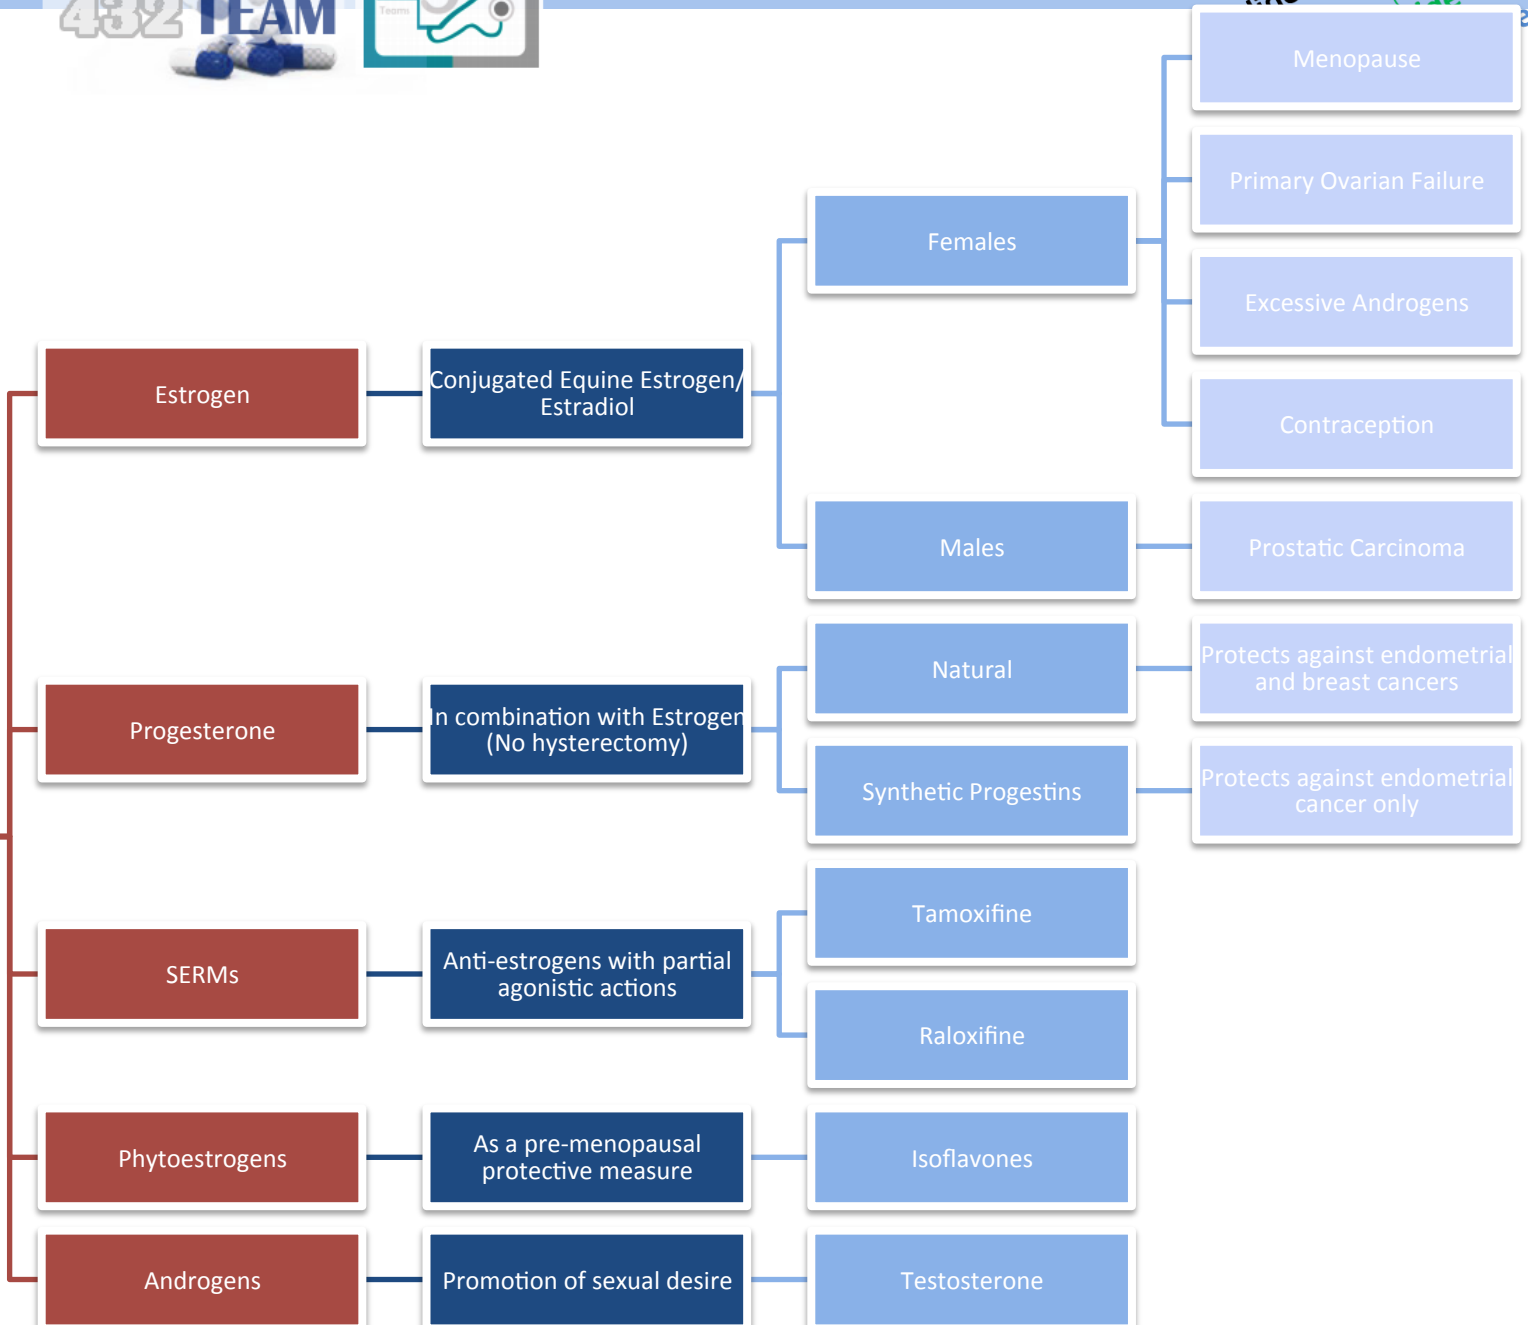 432 TEAM
Teams
Menopause
Primary Ovarian Failure
Females
Excessive Androgens
Estrogen
Conjugated Equine Estrogen/
Estradiol
Contraception
Males
Prostatic Carcinoma
Progesterone
In combination with Estrogen
(No hysterectomy)
Natural
Protects against endometrial
and breast cancers
Synthetic Progestins
Protects against endometrial
cancer only
SERMs
Anti-estrogens with partial
agonistic actions
Tamoxifine
Raloxifine
Phytoestrogens
As a pre-menopausal
protective measure
Isoflavones
Androgens
Promotion of sexual desire
Testosterone